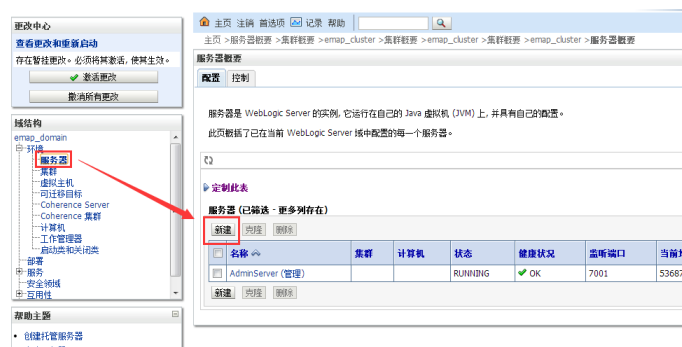 更改中心
查看更改和重新启动
存在暂挂更改。必须将其激活, 使其生效。
激活更改
撤消所有更改
域结构
emap_domain
环境
服务器
集群
虚拟主机
可迁移目标
Coherence Server
Coherence 集群
计算机
工作管理器
启动类和关闭类
部署
服务
安全领域
互用性
帮助主题
创建托管服务器
主页 注销 首选项 记录 帮助
主页 >服务器概要 >集群概要 >emap_cluster >集群概要 >emap_cluster >集群概要 >emap_cluster >服务器概要
服务器概要
配置 控制
服务器是 WebLogic Server 的实例, 它运行在自己的 Java 虚拟机 (JVM) 上, 并具有自己的配置。
此页概括了已在当前 WebLogic Server 域中配置的每一个服务器。
定制此表
服务器 (已筛选 - 更多列存在)
新建 克隆 删除
名称 集群 计算机 状态 健康状况 监听端口 当前
AdminServer (管理) RUNNING OK 7001 53687
新建 克隆 删除